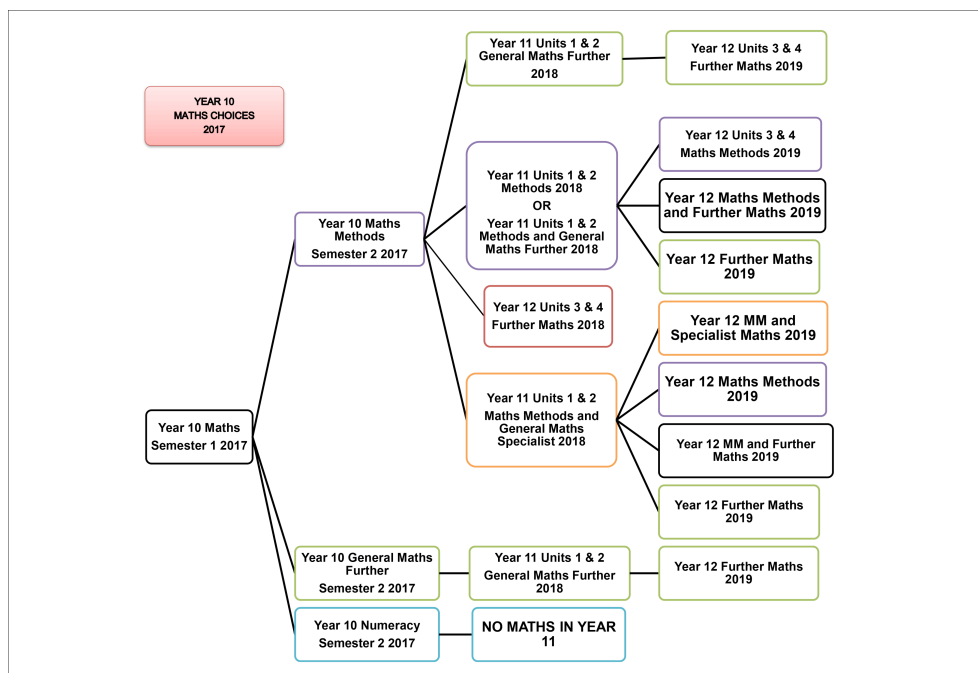 YEAR 10
MATHS CHOICES
2017
Year 10 Maths
Semester 1 2017
Year 10 Maths
Methods
Semester 2 2017
Year 11 Units 1 & 2
General Maths Further
2018
Year 12 Units 3 & 4
Further Maths 2019
Year 11 Units 1 & 2
Methods 2018
OR
Year 11 Units 1 & 2
Methods and General
Maths Further 2018
Year 12 Units 3 & 4
Maths Methods 2019
Year 12 Maths Methods
and Further Maths 2019
Year 12 Further Maths
2019
Year 12 Units 3 & 4
Further Maths 2018
Year 11 Units 1 & 2
Maths Methods and
General Maths
Specialist 2018
Year 12 MM and
Specialist Maths 2019
Year 12 Maths Methods
2019
Year 12 MM and Further
Maths 2019
Year 12 Further Maths
2019
Year 10 General Maths
Further
Semester 2 2017
Year 11 Units 1 & 2
General Maths Further
2018
Year 12 Further Maths
2019
Year 10 Numeracy
Semester 2 2017
NO MATHS IN YEAR
11